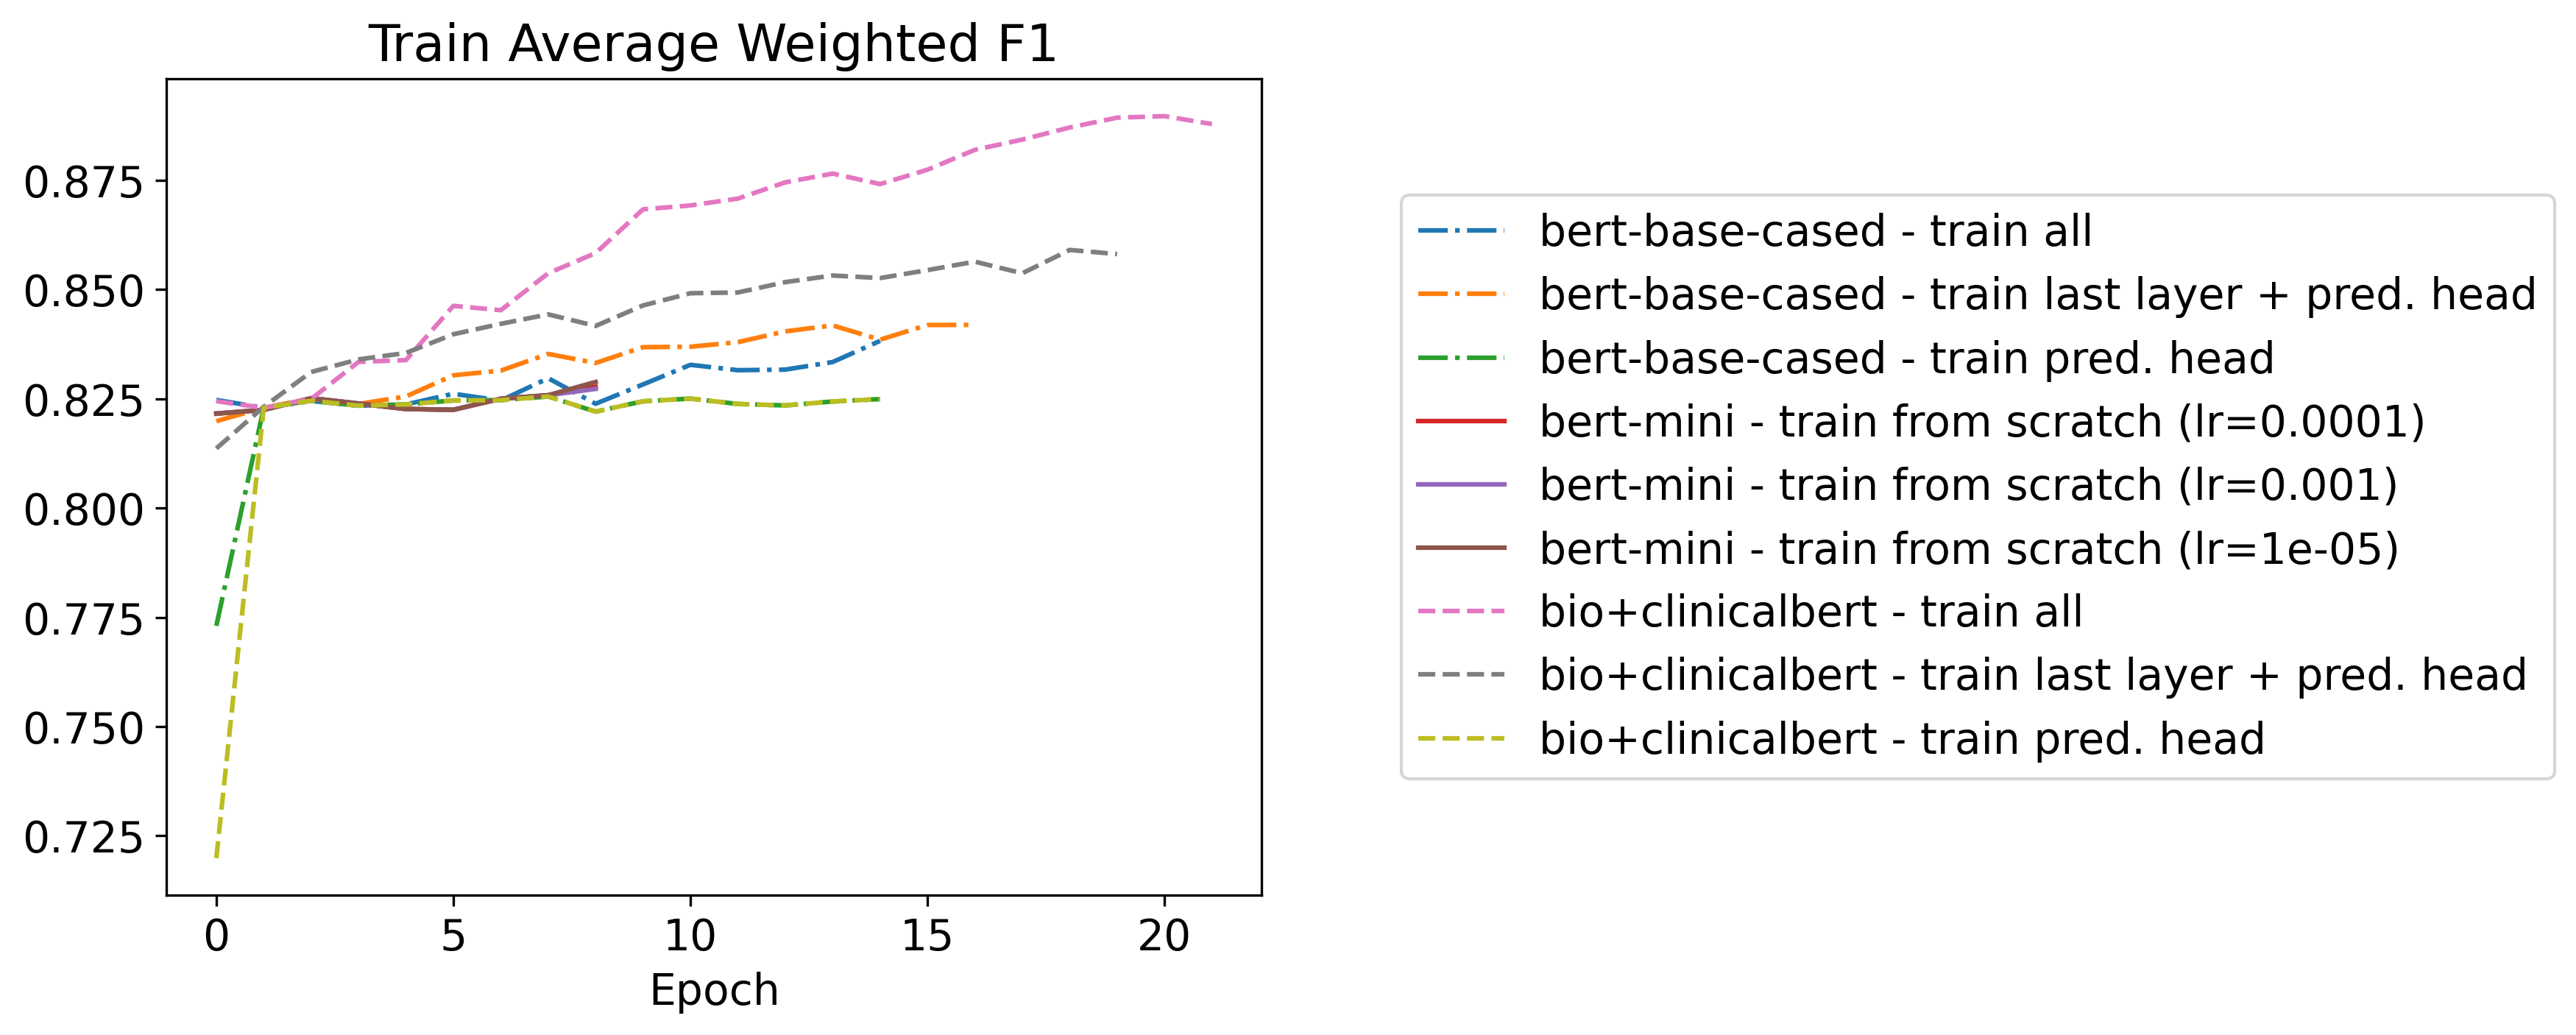 Train Average Weighted F1
0.875
0.850
0.825
0.800
0.775
0.750
0.725
0 5 10 15 20
Epoch
bert-base-cased - train all
bert-base-cased - train last layer + pred. head
bert-base-cased - train pred. head
bert-mini - train from scratch (lr=0.0001)
bert-mini - train from scratch (lr=0.001)
bert-mini - train from scratch (lr=1e-05)
bio+clinicalbert - train all
bio+clinicalbert - train last layer + pred. head
bio+clinicalbert - train pred. head